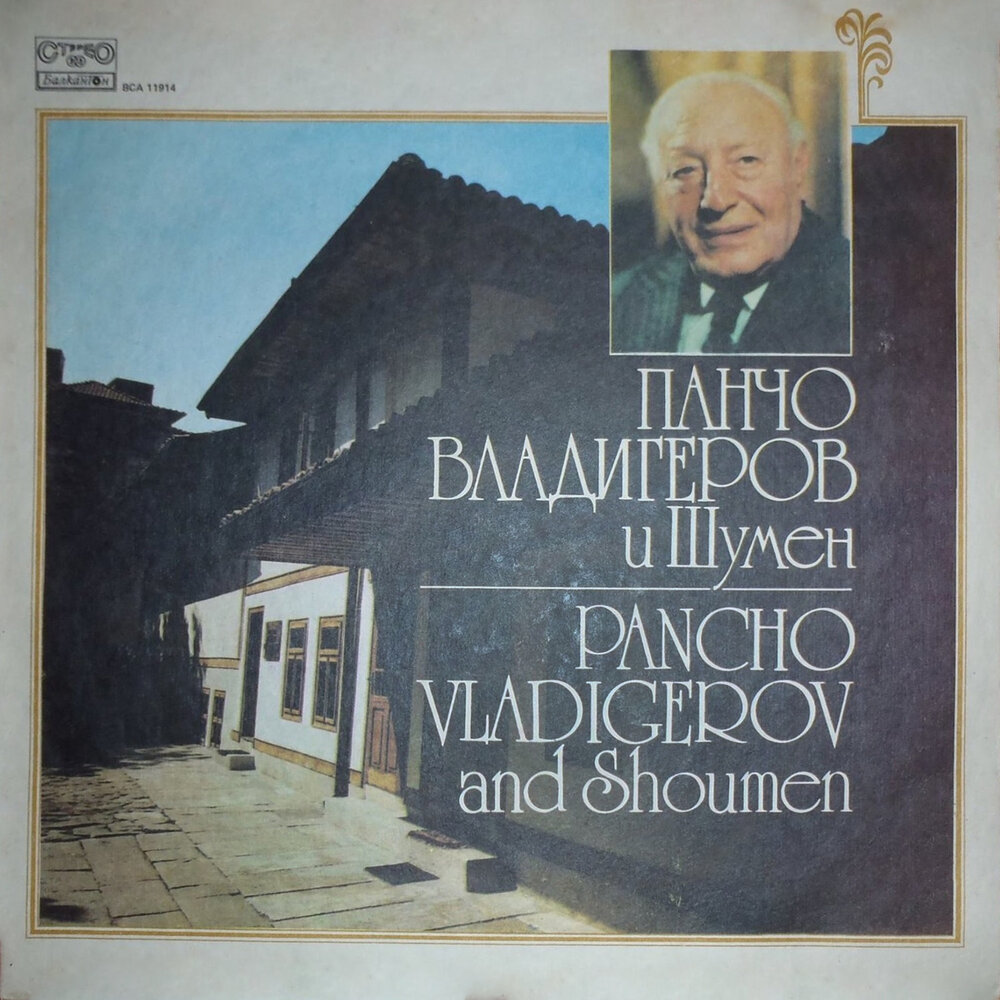 СТЕРЕО
Балкантон
ВСА 11914
ПАНЧО
ВЛАДИГЕРОВ
и Шумен
PANCHO
VLADIGEROV
and Shoumen